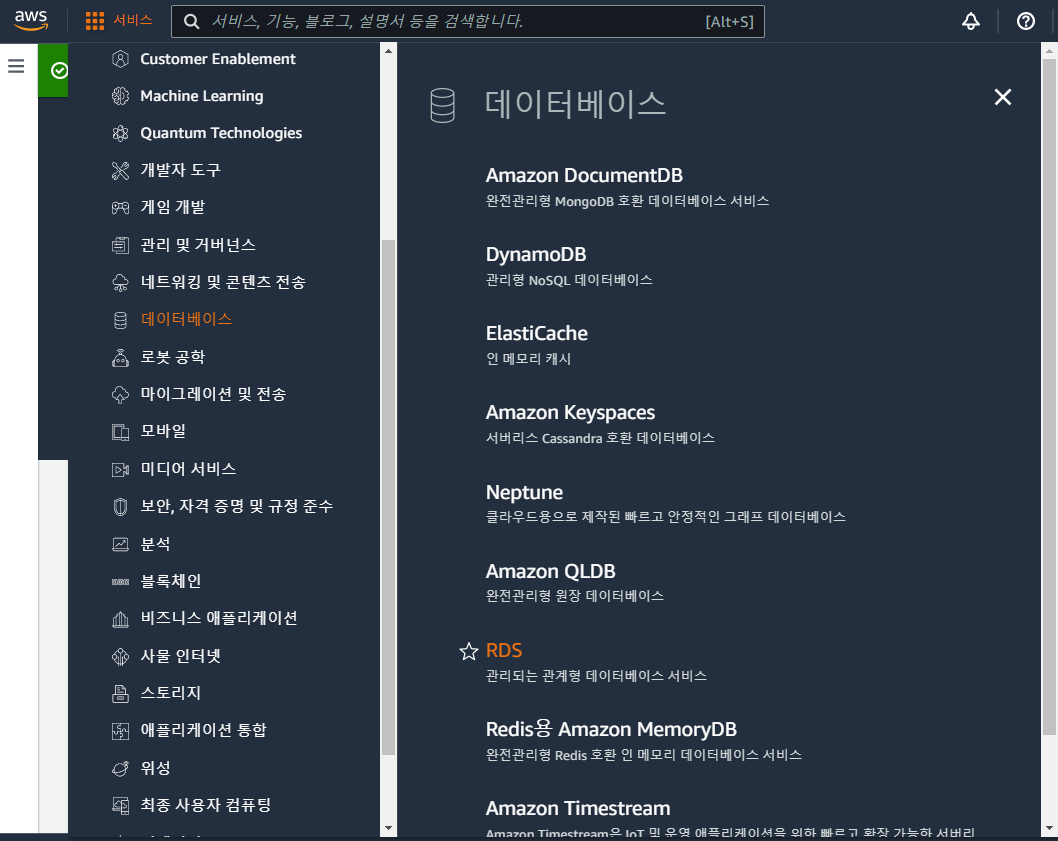 aws
서비스
서비스, 기능, 블로그, 설명서 등을 검색합니다.
[Alt+S]
Customer Enablement
Machine Learning
Quantum Technologies
개발자 도구
게임 개발
관리 및 거버넌스
네트워킹 및 콘텐츠 전송
데이터베이스
로봇 공학
마이그레이션 및 전송
모바일
미디어 서비스
보안, 자격 증명 및 규정 준수
분석
블록체인
비즈니스 애플리케이션
사물 인터넷
스토리지
애플리케이션 통합
위성
최종 사용자 컴퓨팅
데이터베이스
Amazon DocumentDB
완전관리형 MongoDB 호환 데이터베이스 서비스
DynamoDB
관리형 NoSQL 데이터베이스
ElastiCache
인 메모리 캐시
Amazon Keyspaces
서버리스 Cassandra 호환 데이터베이스
Neptune
클라우드용으로 제작된 빠르고 안정적인 그래프 데이터베이스
Amazon QLDB
완전관리형 원장 데이터베이스
RDS
관리되는 관계형 데이터베이스 서비스
Redis용 Amazon MemoryDB
완전관리형 Redis 호환 인 메모리 데이터베이스 서비스
Amazon Timestream
Amazon Timestream은 IoT 및 운영 애플리케이션을 위한 빠르고 확장 가능한 서버리